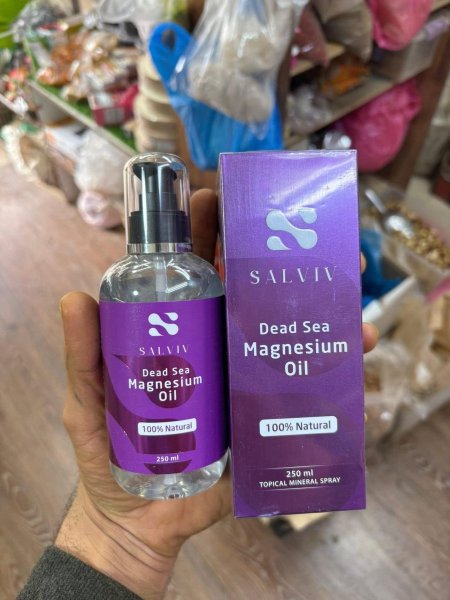 SALVIV
Dead Sea
Magnesium
Oil
100% Natural
250 ml
SALVIV
Dead Sea
Magnesium
Oil
100% Natural
250 ml
TOPICAL MINERAL SPRAY